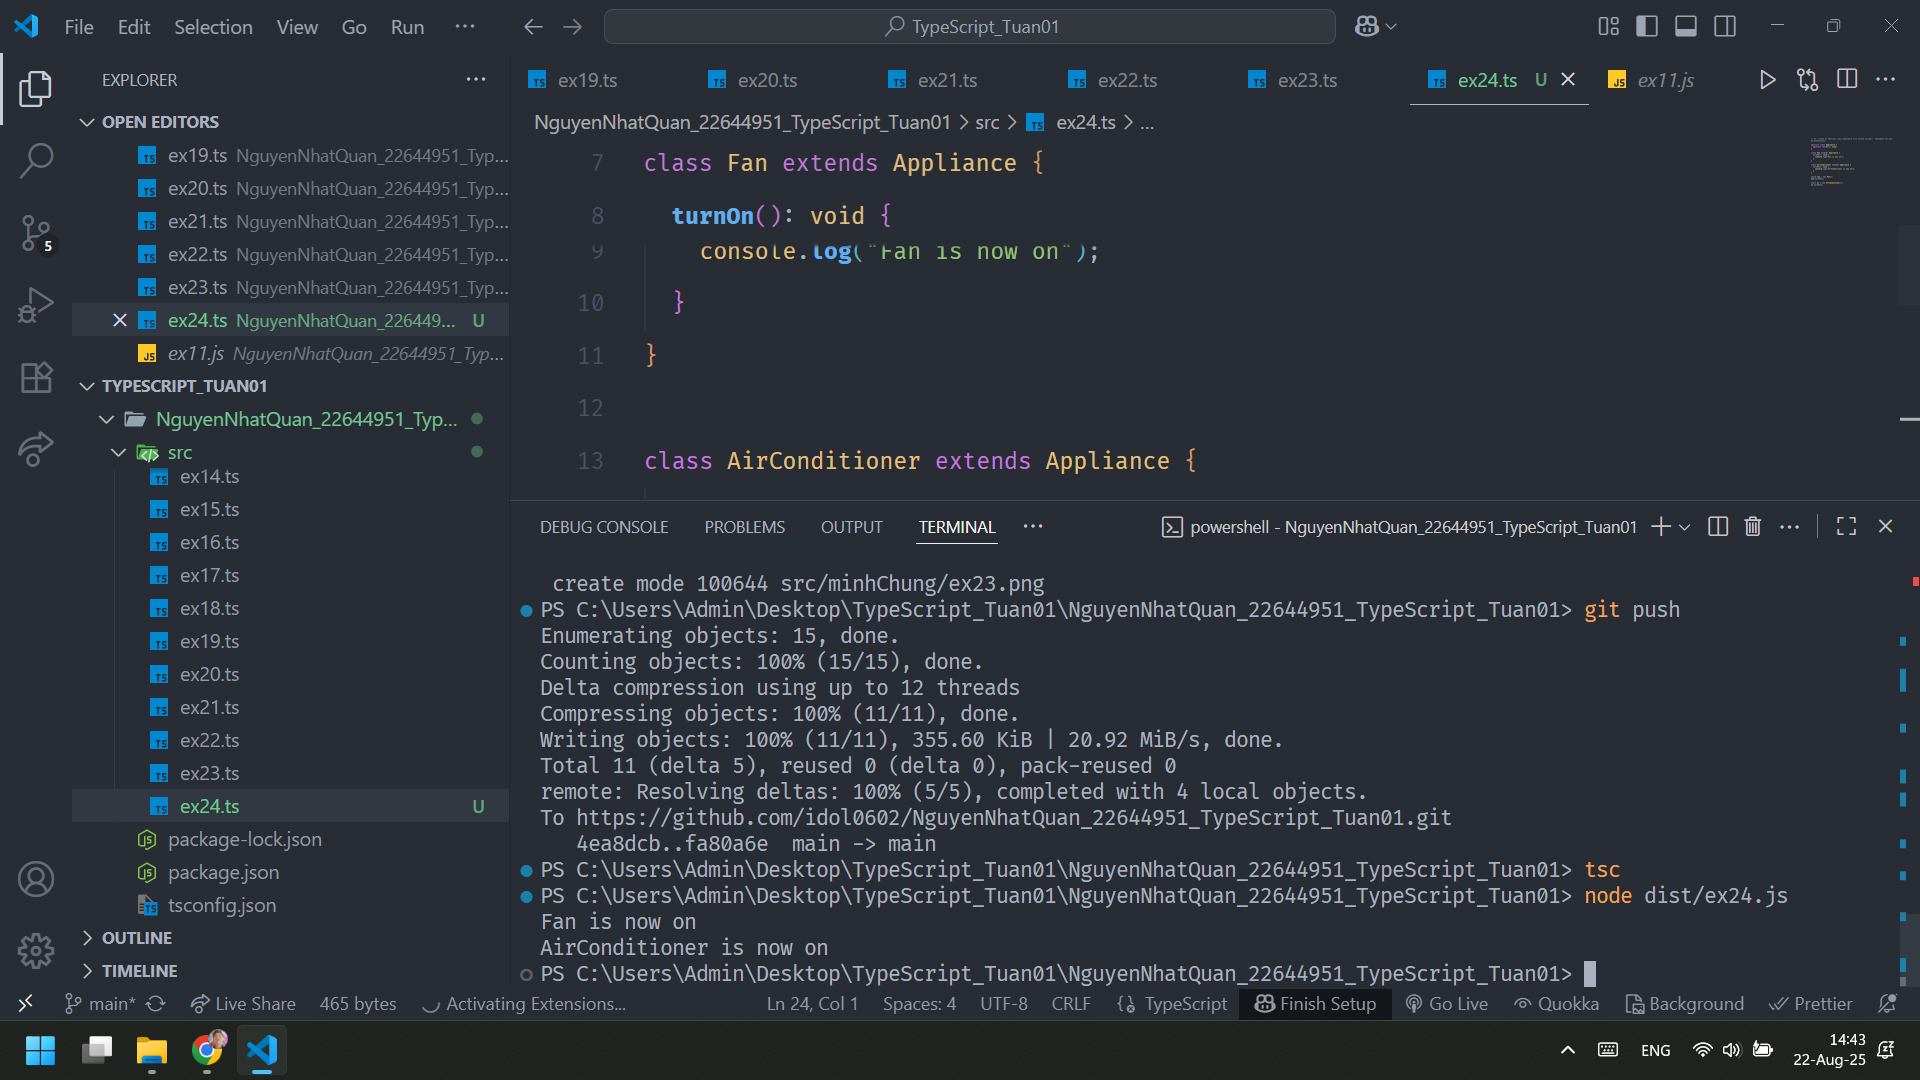 File Edit Selection View Go Run ···
TypeScript_Tuan01
EXPLORER
OPEN EDITORS
ex19.ts NguyenNhatQuan_22644951_Typ...
ex20.ts NguyenNhatQuan_22644951_Typ...
ex21.ts NguyenNhatQuan_22644951_Typ...
ex22.ts NguyenNhatQuan_22644951_Typ...
ex23.ts NguyenNhatQuan_22644951_Typ...
ex24.ts NguyenNhatQuan_226449... U
ex11.js NguyenNhatQuan_22644951_Typ...
TYPESCRIPT_TUAN01
NguyenNhatQuan_22644951_Typ...
src
ex14.ts
ex15.ts
ex16.ts
ex17.ts
ex18.ts
ex19.ts
ex20.ts
ex21.ts
ex22.ts
ex23.ts
ex24.ts U
package-lock.json
package.json
tsconfig.json
OUTLINE
TIMELINE
5
ex19.ts ex20.ts ex21.ts ex22.ts ex23.ts ex24.ts U ex11.js
NguyenNhatQuan_22644951_TypeScript_Tuan01 > src > ex24.ts > ...
7 class Fan extends Appliance {
8 turnOn(): void {
9 console.log("Fan is now on");
10 }
11 }
12
13 class AirConditioner extends Appliance {
DEBUG CONSOLE PROBLEMS OUTPUT TERMINAL ··· powershell - NguyenNhatQuan_22644951_TypeScript_Tuan01
create mode 100644 src/minhChung/ex23.png
PS C:\Users\Admin\Desktop\TypeScript_Tuan01\NguyenNhatQuan_22644951_TypeScript_Tuan01> git push
Enumerating objects: 15, done.
Counting objects: 100% (15/15), done.
Delta compression using up to 12 threads
Compressing objects: 100% (11/11), done.
Writing objects: 100% (11/11), 355.60 KiB | 20.92 MiB/s, done.
Total 11 (delta 5), reused 0 (delta 0), pack-reused 0
remote: Resolving deltas: 100% (5/5), completed with 4 local objects.
To https://github.com/idol0602/NguyenNhatQuan_22644951_TypeScript_Tuan01.git
4ea8dcb..fa80a6e main -> main
PS C:\Users\Admin\Desktop\TypeScript_Tuan01\NguyenNhatQuan_22644951_TypeScript_Tuan01> tsc
PS C:\Users\Admin\Desktop\TypeScript_Tuan01\NguyenNhatQuan_22644951_TypeScript_Tuan01> node dist/ex24.js
Fan is now on
AirConditioner is now on
PS C:\Users\Admin\Desktop\TypeScript_Tuan01\NguyenNhatQuan_22644951_TypeScript_Tuan01>
main* Live Share 465 bytes Activating Extensions... Ln 24, Col 1 Spaces: 4 UTF-8 CRLF {} TypeScript Finish Setup Go Live Quokka Background Prettier
ENG
14:43
22-Aug-25